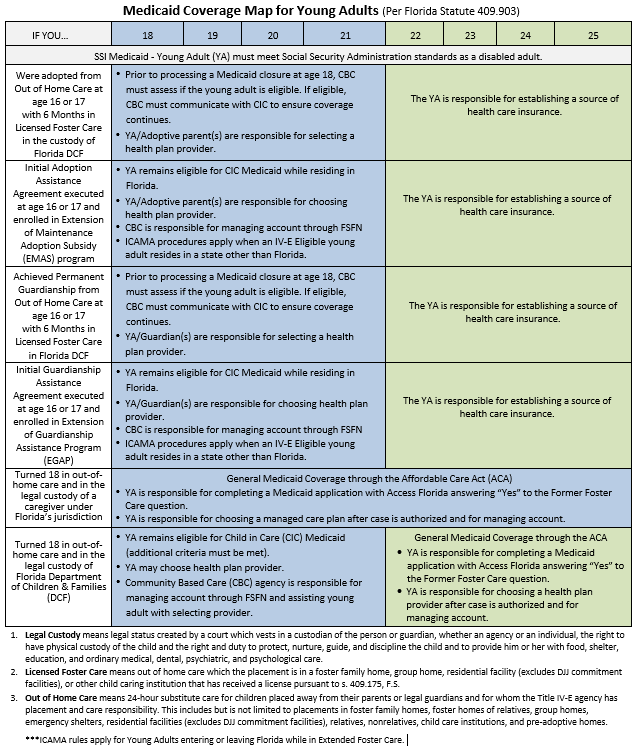 Medicaid Coverage Map for Young Adults (Per Florida Statute 409.903)
IF YOU... 18 19 20 21 22 23 24 25
SSI Medicaid - Young Adult (YA) must meet Social Security Administration standards as a disabled adult.
Were adopted from
Out of Home Care at
age 16 or 17
with 6 Months in
Licensed Foster Care
in the custody of
Florida DCF
• Prior to processing a Medicaid closure at age 18, CBC
must assess if the young adult is eligible. If eligible,
CBC must communicate with CIC to ensure coverage
continues.
• YA/Adoptive parent(s) are responsible for selecting a
health plan provider.
The YA is responsible for establishing a source of
health care insurance.
Initial Adoption
Assistance
Agreement executed
at age 16 or 17 and
enrolled in Extension
of Maintenance
Adoption Subsidy
(EMAS) program
• YA remains eligible for CIC Medicaid while residing in
Florida.
• YA/Adoptive parent(s) are responsible for choosing
health plan provider.
• CBC is responsible for managing account through FSFN
• ICAMA procedures apply when an IV-E Eligible young
adult resides in a state other than Florida.
The YA is responsible for establishing a source of
health care insurance.
Achieved Permanent
Guardianship from
Out of Home Care at
age 16 or 17
with 6 Months in
Licensed Foster Care
in Florida DCF
• Prior to processing a Medicaid closure at age 18, CBC
must assess if the young adult is eligible. If eligible,
CBC must communicate with CIC to ensure coverage
continues.
• YA/Guardian(s) are responsible for selecting a health
plan provider.
The YA is responsible for establishing a source of
health care insurance.
Initial Guardianship
Assistance
Agreement executed
at age 16 or 17 and
enrolled in Extension
of Guardianship
Assistance Program
(EGAP)
• YA remains eligible for CIC Medicaid while residing in
Florida.
• YA/Guardian(s) are responsible for choosing health plan
provider.
• CBC is responsible for managing account through FSFN
• ICAMA procedures apply when an IV-E Eligible young
adult resides in a state other than Florida.
The YA is responsible for establishing a source of
health care insurance.
Turned 18 in out-of-
home care and in the
legal custody of a
caregiver under
Florida's jurisdiction
General Medicaid Coverage through the Affordable Care Act (ACA)
• YA is responsible for completing a Medicaid application with Access Florida answering "Yes" to the Former Foster
Care question.
• YA is responsible for choosing a managed care plan after case is authorized and for managing account.
Turned 18 in out-of-
home care and in the
legal custody of
Florida Department
of Children & Families
(DCF)
• YA remains eligible for Child in Care (CIC) Medicaid
(additional criteria must be met).
• YA may choose health plan provider.
• Community Based Care (CBC) agency is responsible for
managing account through FSFN and assisting young
adult with selecting provider.
General Medicaid Coverage through the ACA
• YA is responsible for completing a Medicaid
application with Access Florida answering "Yes" to
the Former Foster Care question.
• YA is responsible for choosing a health plan
provider after case is authorized and for
managing account.
1. Legal Custody means legal status created by a court which vests in a custodian of the person or guardian, whether an agency or an individual, the right to
have physical custody of the child and the right and duty to protect, nurture, guide, and discipline the child and to provide him or her with food, shelter,
education, and ordinary medical, dental, psychiatric, and psychological care.
2. Licensed Foster Care means out of home care which the placement is in a foster family home, group home, residential facility (excludes DJJ commitment
facilities), or other child caring institution that has received a license pursuant to s. 409.175, F.S.
3. Out of Home Care means 24-hour substitute care for children placed away from their parents or legal guardians and for whom the Title IV-E agency has
placement and care responsibility. This includes but is not limited to placements in foster family homes, foster homes of relatives, group homes,
emergency shelters, residential facilities (excludes DJJ commitment facilities), relatives, nonrelatives, child care institutions, and pre-adoptive homes.
***ICAMA rules apply for Young Adults entering or leaving Florida while in Extended Foster Care.